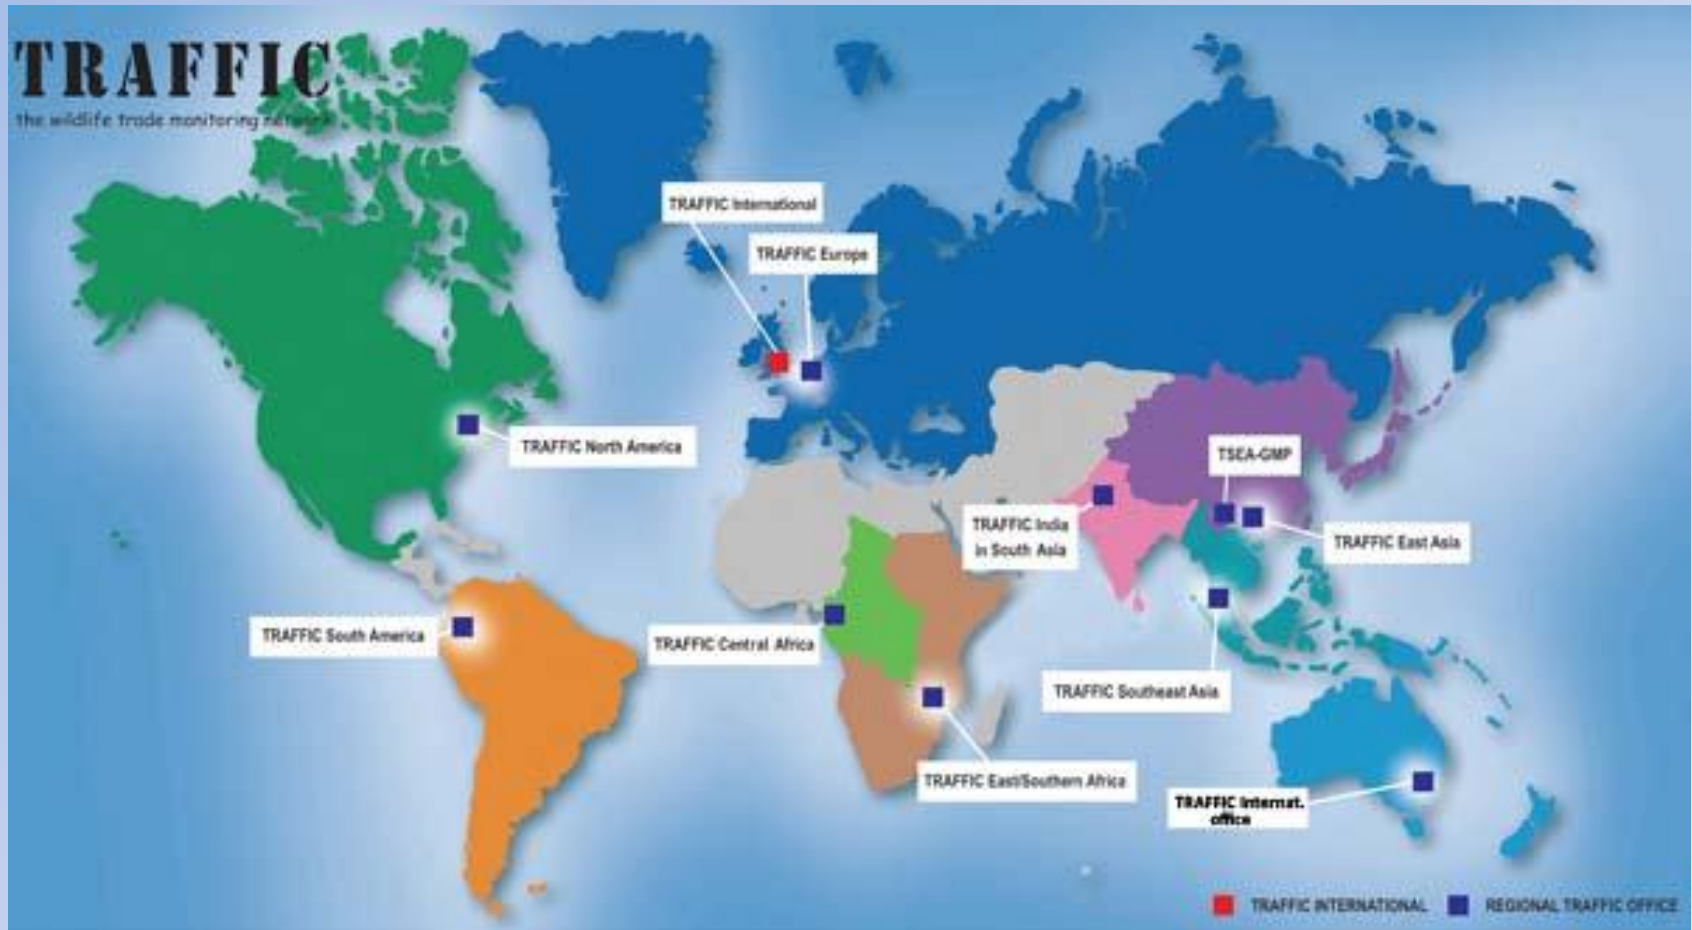 TRAFFIC
the wildlife trade monitoring network
TRAFFIC International
TRAFFIC Europe
TRAFFIC North America
TSEA-GMP
TRAFFIC India
in South Asia
TRAFFIC East Asia
TRAFFIC South America
TRAFFIC Central Africa
TRAFFIC Southeast Asia
TRAFFIC East/Southern Africa
TRAFFIC Internat.
office
TRAFFIC INTERNATIONAL
REGIONAL TRAFFIC OFFICE